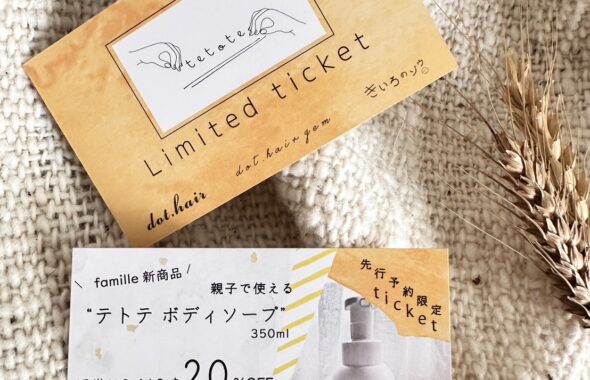 tetote
Limited ticket
きいろのゾウ
dot.hair gem
dot.hair
famille 新商品
親子で使える
“テトテ ボディソープ”
350ml
20%OFF
先行予約限定
ticket